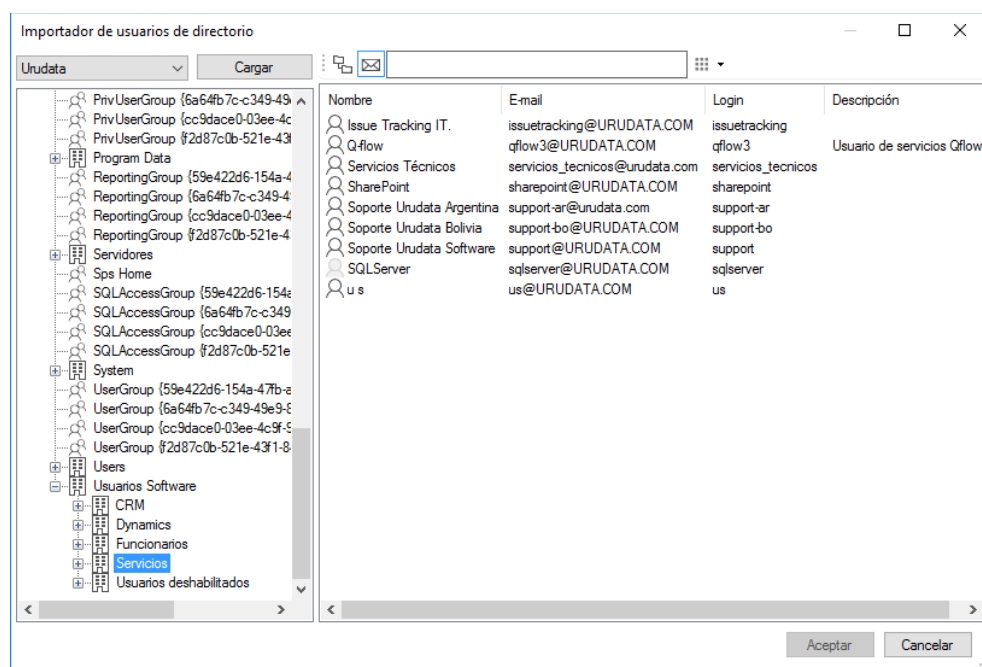 Importador de usuarios de directorio
Urudata
Cargar
PrivUserGroup {6a64fb7c-c349-49
PrivUserGroup {cc9dace0-03ee-4c
PrivUserGroup {f2d87c0b-521e-43f
Program Data
ReportingGroup {59e422d6-154a-4
ReportingGroup {6a64fb7c-c349-4
ReportingGroup {cc9dace0-03ee-4
ReportingGroup {f2d87c0b-521e-4
Servidores
Sps Home
SQLAccessGroup {59e422d6-154a
SQLAccessGroup {6a64fb7c-c349
SQLAccessGroup {cc9dace0-03ee
SQLAccessGroup {f2d87c0b-521e
System
UserGroup {59e422d6-154a-47fb-a
UserGroup {6a64fb7c-c349-49e9-8
UserGroup {cc9dace0-03ee-4c9f-9
UserGroup {f2d87c0b-521e-43f1-8
Users
Usuarios Software
CRM
Dynamics
Funcionarios
Servicios
Usuarios deshabilitados
Nombre E-mail Login Descripción
Issue Tracking IT. issuetracking@URUDATA.COM issuetracking
Q-flow qflow3@URUDATA.COM qflow3 Usuario de servicios Qflow
Servicios Técnicos servicios_tecnicos@urudata.com servicios_tecnicos
SharePoint sharepoint@URUDATA.COM sharepoint
Soporte Urudata Argentina support-ar@urudata.com support-ar
Soporte Urudata Bolivia support-bo@URUDATA.COM support-bo
Soporte Urudata Software support@URUDATA.COM support
SQLServer sqlserver@URUDATA.COM sqlserver
u s us@URUDATA.COM us
Aceptar
Cancelar